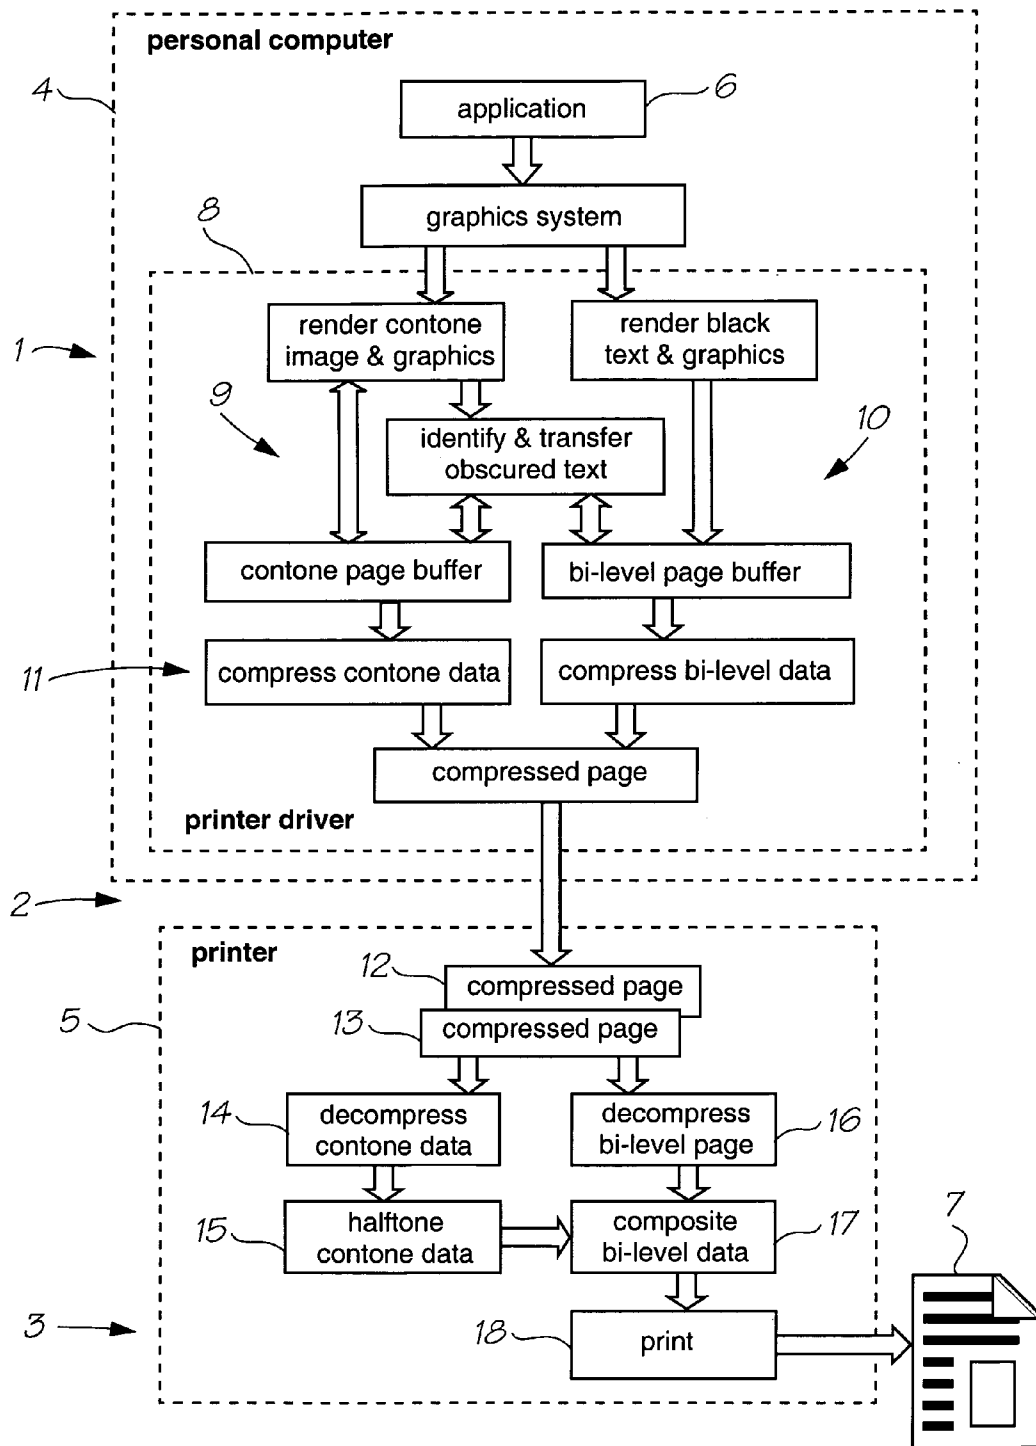 personal computer
4
6
application
graphics system
8
render contone
image & graphics
render black
text & graphics
1
9
10
identify & transfer
obscured text
contone page buffer
bi-level page buffer
11
compress contone data
compress bi-level data
compressed page
printer driver
2
printer
12
compressed page
5
13
compressed page
14
decompress
contone data
decompress
bi-level page
16
15
halftone
contone data
composite
bi-level data
17
7
3
18
print